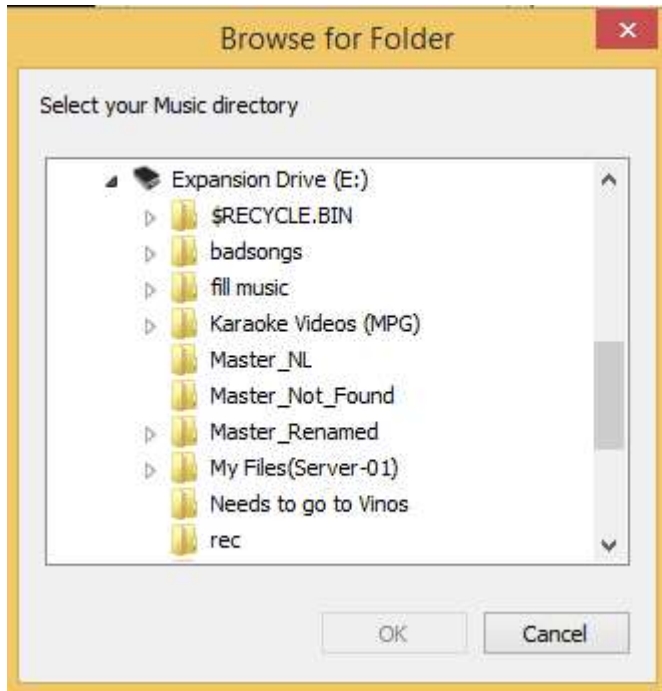 Browse for Folder
Select your Music directory
Expansion Drive (E:)
$RECYCLE.BIN
badsongs
fill music
Karaoke Videos (MPG)
Master_NL
Master_Not_Found
Master_Renamed
My Files(Server-01)
Needs to go to Vinos
rec
OK
Cancel